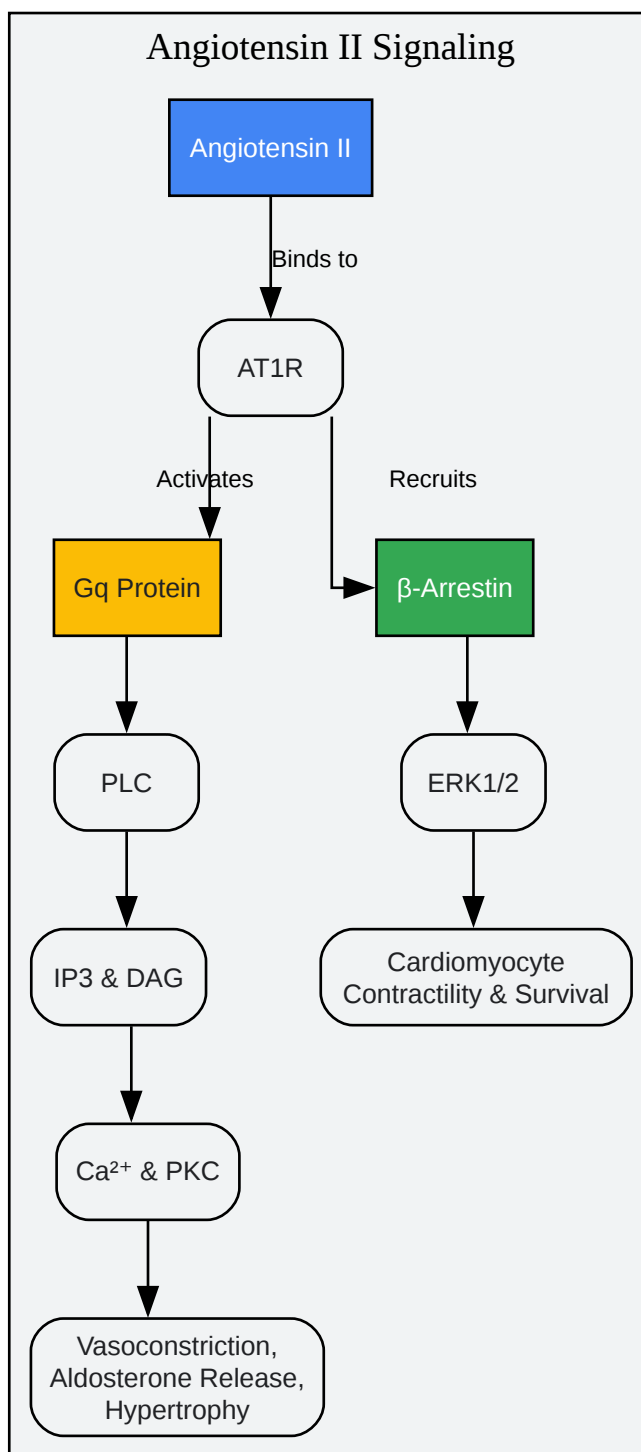 Angiotensin II Signaling
Angiotensin II
Binds to
AT1R
Activates
Recruits
Gq Protein
β-Arrestin
PLC
ERK1/2
IP3 & DAG
Cardiomyocyte
Contractility & Survival
Ca²⁺ & PKC
Vasoconstriction,
Aldosterone Release,
Hypertrophy